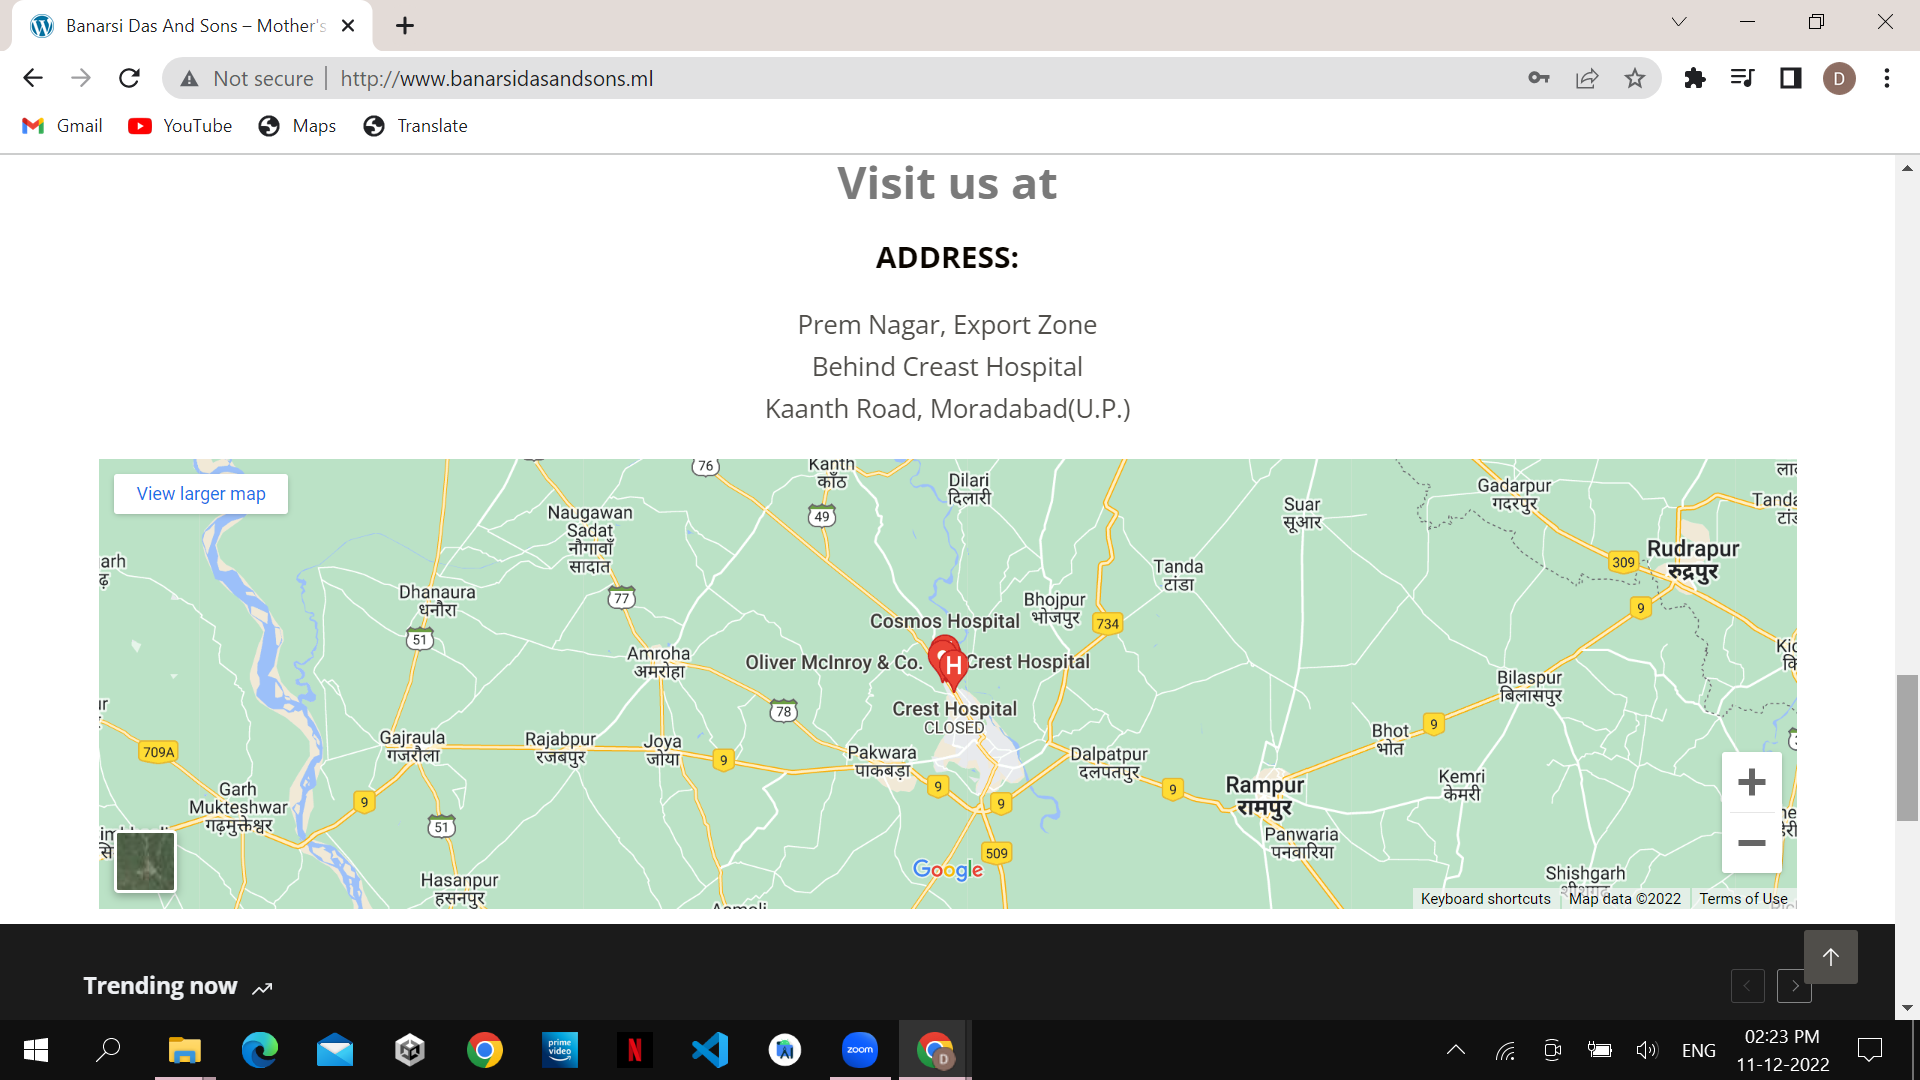 Banarsi Das And Sons – Mother's
Not secure
http://www.banarsidasandsons.ml
D
Gmail
YouTube
Maps
Translate
Visit us at
ADDRESS:
Prem Nagar, Export Zone
Behind Creast Hospital
Kaanth Road, Moradabad(U.P.)
View larger map
76
Kanth
काँठ
Dilari
दिलारी
49
Naugawan
Sadat
नौगावाँ
सादात
Suar
सूआर
Gadarpur
गदरपुर
Rudrapur
रुद्रपुर
309
Tanda
टांडा
Dhanaura
धनौरा
77
51
Bhojpur
भोजपुर
734
9
Cosmos Hospital
Amroha
अमरोहा
Oliver McInroy & Co.
H
Crest Hospital
Bilaspur
बिलासपुर
78
Crest Hospital
CLOSED
709A
Gajraula
गजरौला
Rajabpur
रजबपुर
Joya
जोया
9
Pakwara
पाकबड़ा
Dalpatpur
दलपतपुर
Bhot
भोत
9
9
9
9
9
Garh
Mukteshwar
गढ़मुक्तेश्वर
51
Rampur
रामपुर
Kemri
केमरी
Panwaria
पनवारिया
509
Google
Hasanpur
हसनपुर
Shishgarh
Keyboard shortcuts
Map data ©2022
Terms of Use
Trending now
prime
video
N
zoom
D
ENG
02:23 PM
11-12-2022